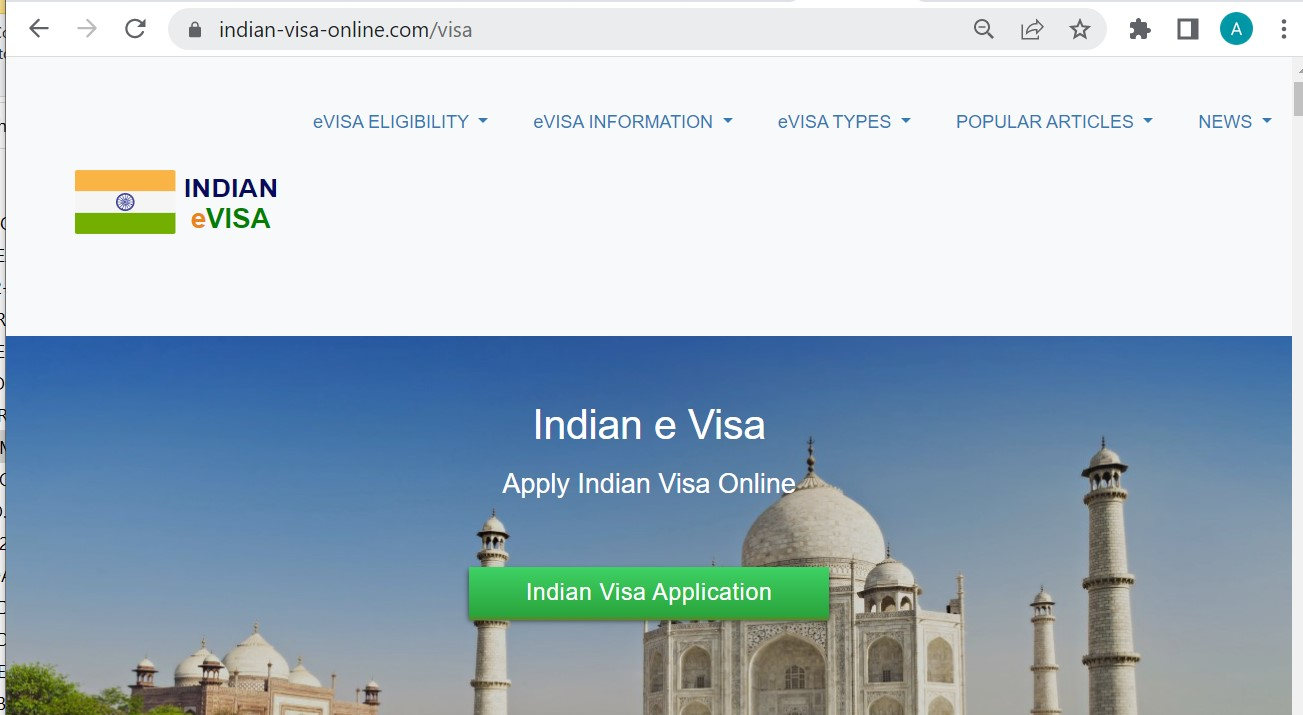 indian-visa-online.com/visa
A
eVISA ELIGIBILITY
eVISA INFORMATION
eVISA TYPES
POPULAR ARTICLES
NEWS
INDIAN
eVISA
Indian e Visa
Apply Indian Visa Online
Indian Visa Application